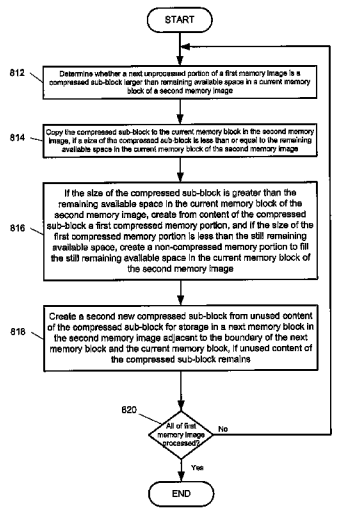 START
812
Determine whether a next unprocessed portion of a first memory image is a
compressed sub-block larger than remaining available space in a current memory
block of a second memory image
814
Copy the compressed sub-block to the current memory block in the second memory
image, if a size of the compressed sub-block is less than or equal to the remaining
available space in the current memory block of the second memory image
816
If the size of the compressed sub-block is greater than the
remaining available space in the current memory block of the
second memory image, create from content of the compressed
sub-block a first compressed memory portion, and if the size of
the first compressed memory portion is less than the still remaining
available space, create a non-compressed memory portion to fill
the still remaining available space in the current memory block of
the second memory image
818
Create a second new compressed sub-block from unused content
of the compressed sub-block for storage in a next memory block in
the second memory image adjacent to the boundary of the next
memory block and the current memory block, if unused content of
the compressed sub-block remains
820
All of first
memory image
processed?
No
Yes
END